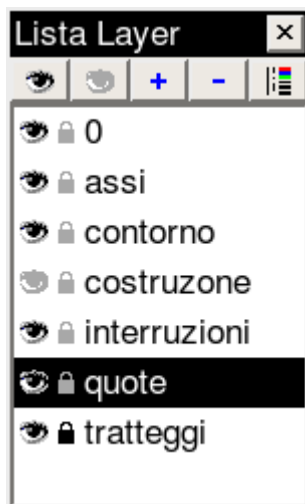 Lista Layer
0
assi
contorno
costruzone
interruzioni
quote
tratteggi